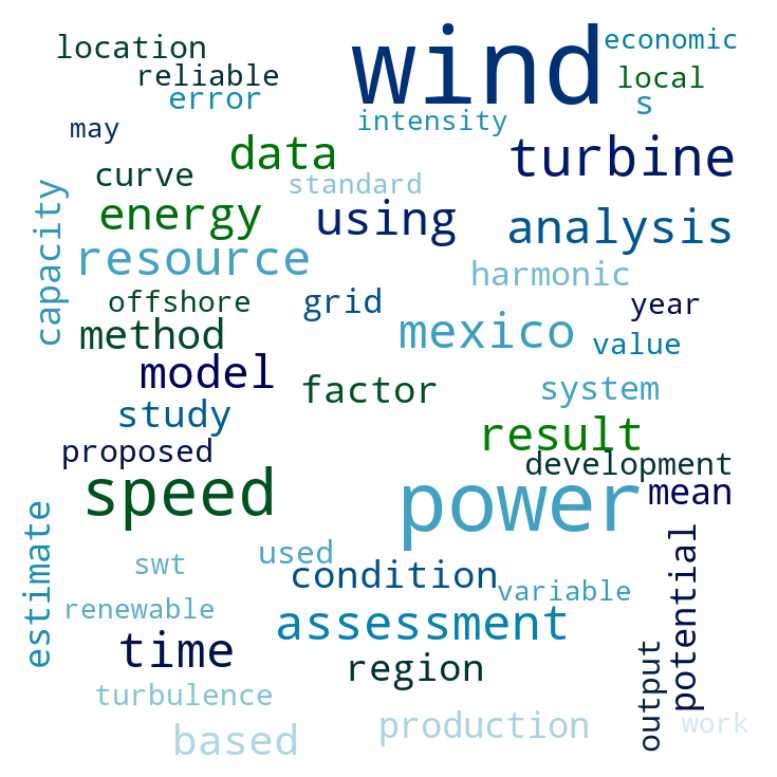 location
wind
economic
reliable
local
error
s
may
intensity
data
turbine
curve
standard
capacity
energy
using
analysis
resource
harmonic
offshore
grid
year
method
mexico
value
model
factor
system
study
result
proposed
development
speed
power
mean
estimate
used
swt
condition
variable
potential
renewable
assessment
time
region
output
turbulence
production
work
based